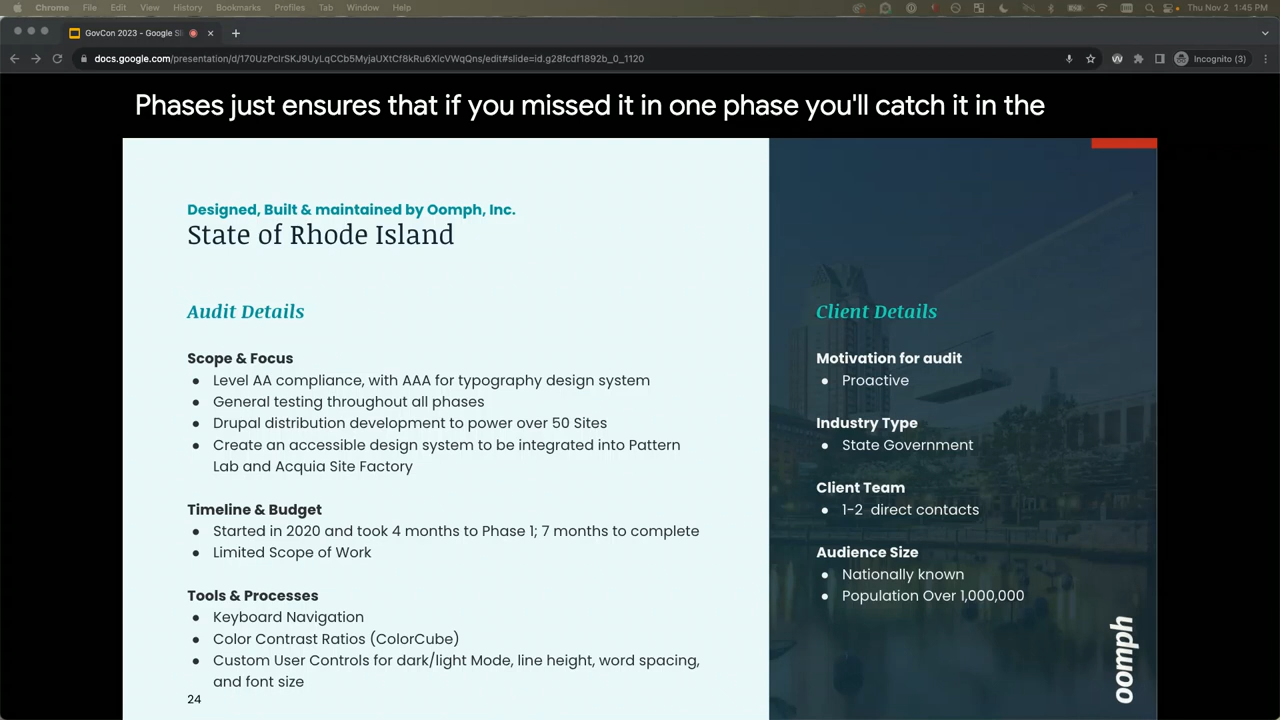 Chrome File Edit View History Bookmarks Profiles Tab Window Help Thu Nov 2 1:45 PM
GovCon 2023 - Google Sl
docs.google.com/presentation/d/170UzPcIrSKJ9UyLqCCb5MyjaUXtCf8kRu6XlcVWqQns/edit#slide=id.g28fcdf1892b_0_1120 Incognito (3)
Phases just ensures that if you missed it in one phase you'll catch it in the
Designed, Built & maintained by Oomph, Inc.
State of Rhode Island
Audit Details
Scope & Focus
● Level AA compliance, with AAA for typography design system
● General testing throughout all phases
● Drupal distribution development to power over 50 Sites
● Create an accessible design system to be integrated into Pattern
Lab and Acquia Site Factory
Timeline & Budget
● Started in 2020 and took 4 months to Phase 1; 7 months to complete
● Limited Scope of Work
Tools & Processes
● Keyboard Navigation
● Color Contrast Ratios (ColorCube)
● Custom User Controls for dark/light Mode, line height, word spacing,
and font size
24
Client Details
Motivation for audit
● Proactive
Industry Type
● State Government
Client Team
● 1-2 direct contacts
Audience Size
● Nationally known
● Population Over 1,000,000
oomph